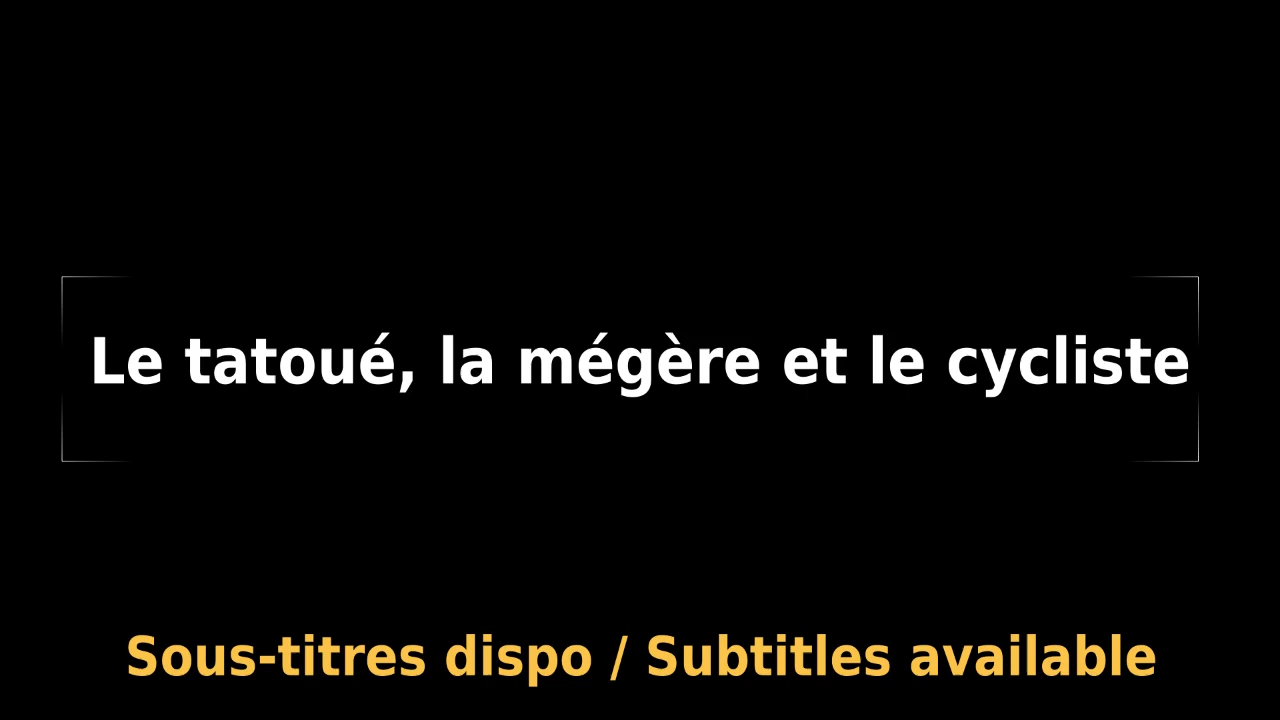 Le tatoué, la mégère et le cycliste
Sous-titres dispo / Subtitles available